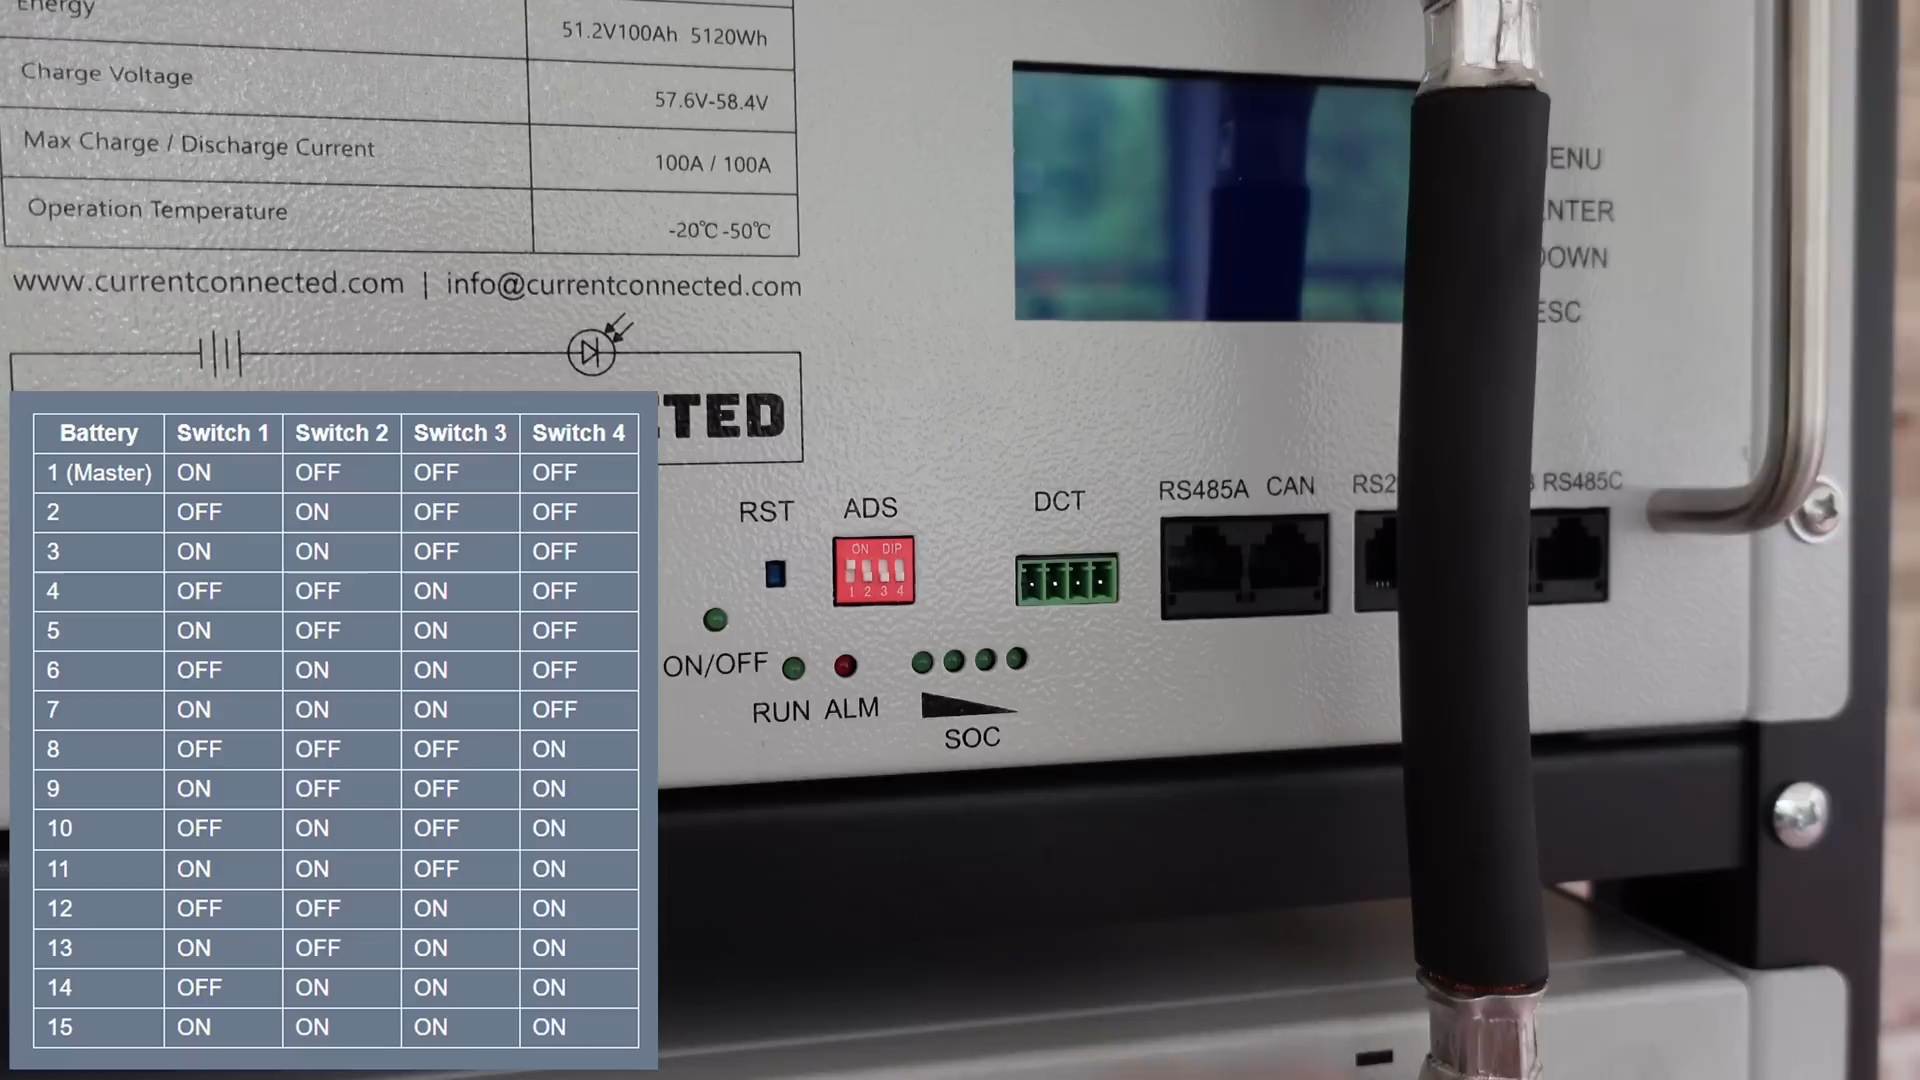 Energy
51.2V100Ah 5120Wh
Charge Voltage
57.6V-58.4V
Max Charge / Discharge Current
100A / 100A
Operation Temperature
-20℃ -50℃
www.currentconnected.com | info@currentconnected.com
TED
ENU
NTER
DOWN
ESC
RST
ADS
DCT
RS485A
CAN
RS2
RS485C
ON DIP
1 2 3 4
ON/OFF
RUN
ALM
SOC
Battery Switch 1 Switch 2 Switch 3 Switch 4
1 (Master) ON OFF OFF OFF
2 OFF ON OFF OFF
3 ON ON OFF OFF
4 OFF OFF ON OFF
5 ON OFF ON OFF
6 OFF ON ON OFF
7 ON ON ON OFF
8 OFF OFF OFF ON
9 ON OFF OFF ON
10 OFF ON OFF ON
11 ON ON OFF ON
12 OFF OFF ON ON
13 ON OFF ON ON
14 OFF ON ON ON
15 ON ON ON ON